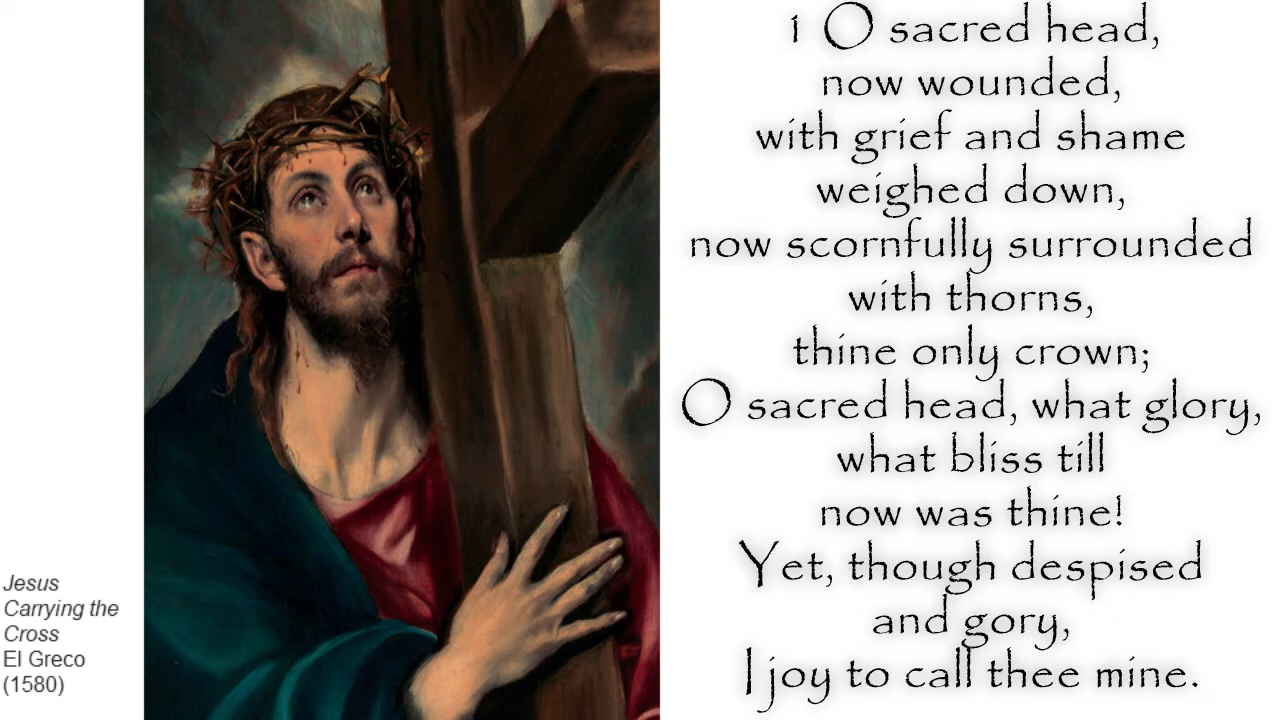 1 O sacred head,
now wounded,
with grief and shame
weighed down,
now scornfully surrounded
with thorns,
thine only crown;
O sacred head, what glory,
what bliss till
now was thine!
Yet, though despised
and gory,
I joy to call thee mine.
Jesus
Carrying the
Cross
El Greco
(1580)